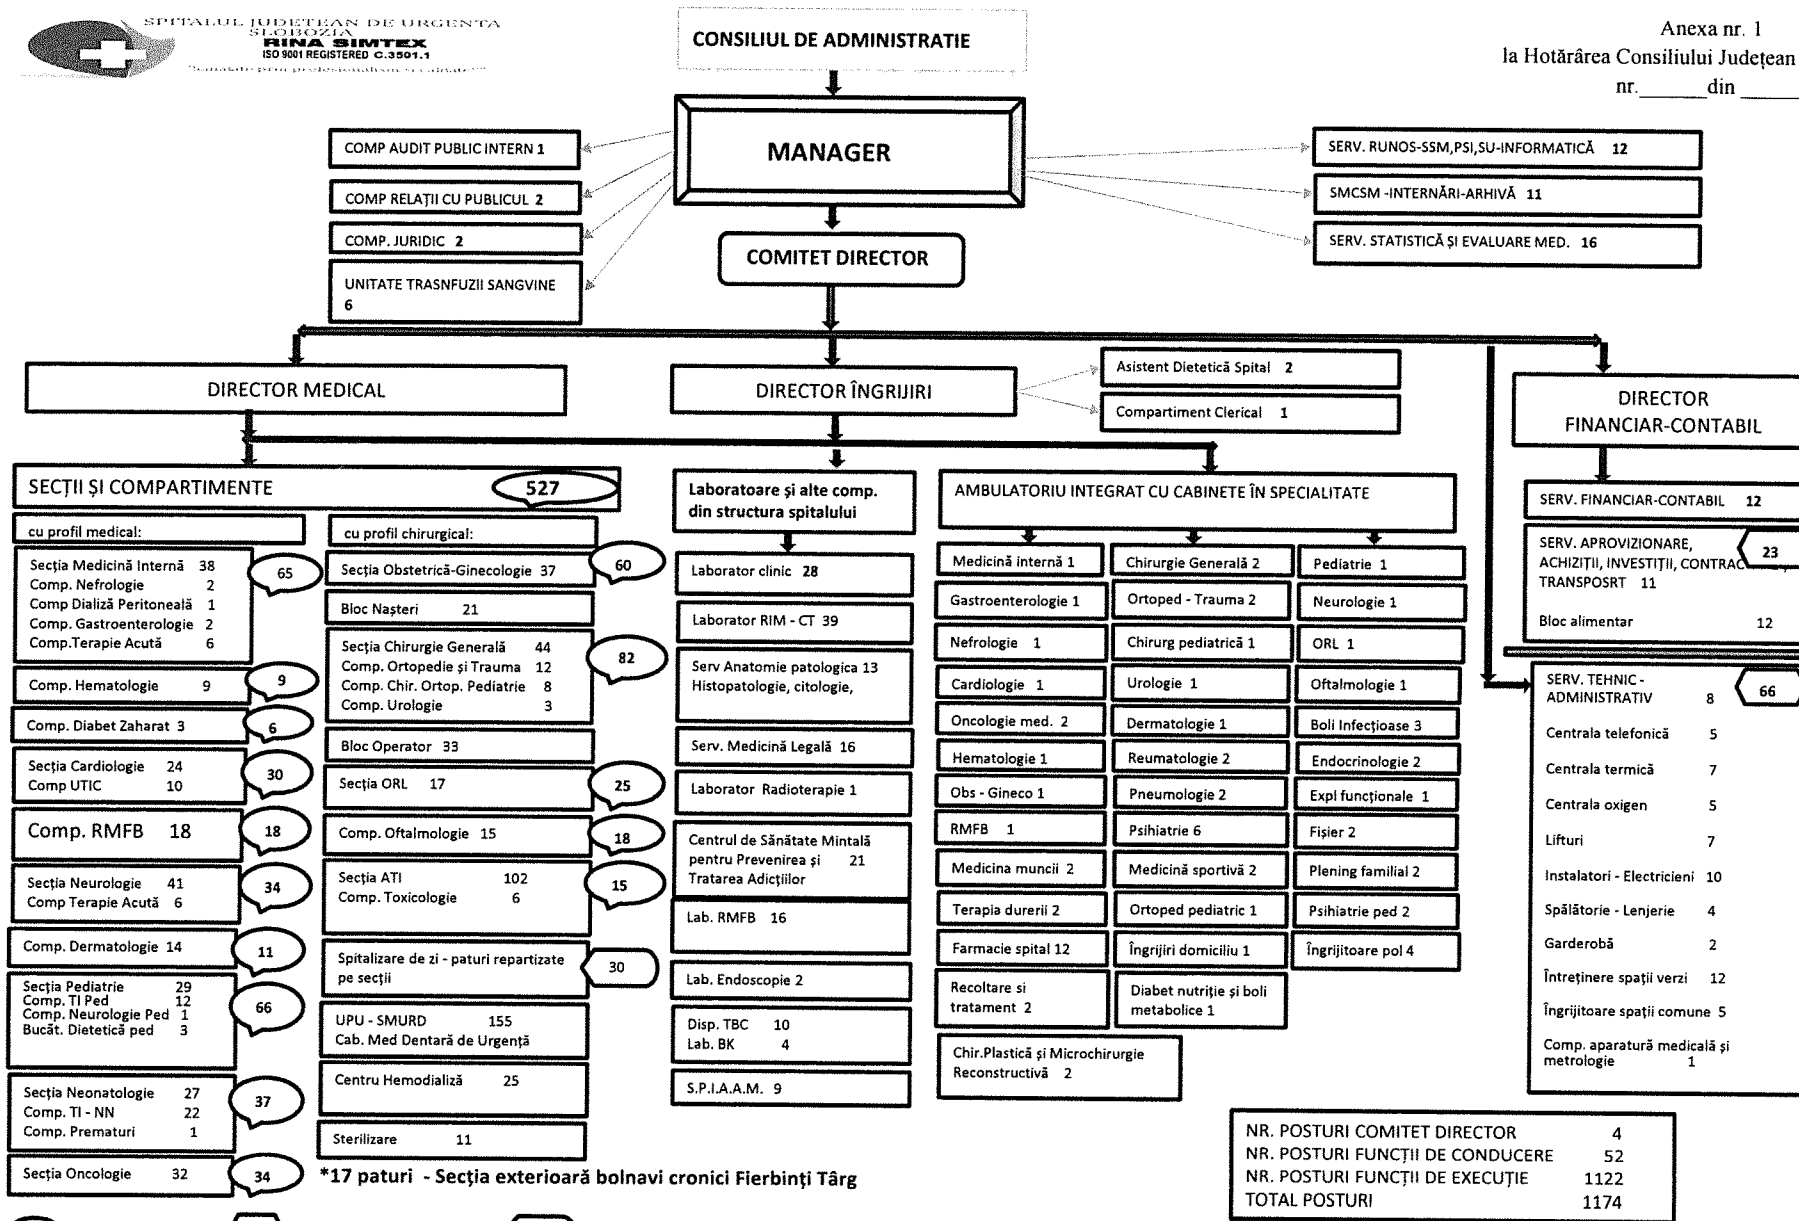 SPITALUL JUDETEAN DE URGENTA
SLOBOZIA
RINA SIMTEX
ISO 9001 REGISTERED C.3501.1
CONSILIUL DE ADMINISTRATIE
Anexa nr. 1
la Hotărârea Consiliului Județean
nr.______din ______
MANAGER
COMP AUDIT PUBLIC INTERN 1
COMP RELAȚII CU PUBLICUL 2
COMP. JURIDIC 2
UNITATE TRASNFUZII SANGVINE
6
SERV. RUNOS-SSM,PSI,SU-INFORMATICĂ 12
SMCSM -INTERNĂRI-ARHIVĂ 11
SERV. STATISTICĂ ȘI EVALUARE MED. 16
COMITET DIRECTOR
DIRECTOR MEDICAL
DIRECTOR ÎNGRIJIRI
Asistent Dietetică Spital 2
Compartiment Clerical 1
DIRECTOR
FINANCIAR-CONTABIL
SECȚII ȘI COMPARTIMENTE 527
cu profil medical:
Secția Medicină Internă 38
Comp. Nefrologie 2
Comp Dializă Peritoneală 1
Comp. Gastroenterologie 2
Comp.Terapie Acută 6
65
Comp. Hematologie 9
9
Comp. Diabet Zaharat 3
6
Secția Cardiologie 24
Comp UTIC 10
30
Comp. RMFB 18
18
Secția Neurologie 41
Comp Terapie Acută 6
34
Comp. Dermatologie 14
11
Secția Pediatrie 29
Comp. TI Ped 12
Comp. Neurologie Ped 1
Bucăt. Dietetică ped 3
66
Secția Neonatologie 27
Comp. TI - NN 22
Comp. Prematuri 1
37
Secția Oncologie 32
34
cu profil chirurgical:
Secția Obstetrică-Ginecologie 37
60
Bloc Nașteri 21
Secția Chirurgie Generală 44
Comp. Ortopedie și Trauma 12
Comp. Chir. Ortop. Pediatrie 8
Comp. Urologie 3
82
Bloc Operator 33
Secția ORL 17
25
Comp. Oftalmologie 15
18
Secția ATI 102
Comp. Toxicologie 6
15
Spitalizare de zi - paturi repartizate
pe secții
30
UPU - SMURD 155
Cab. Med Dentară de Urgență
Centru Hemodializă 25
Sterilizare 11
*17 paturi - Secția exterioară bolnavi cronici Fierbinți Târg
Laboratoare și alte comp.
din structura spitalului
Laborator clinic 28
Laborator RIM - CT 39
Serv Anatomie patologica 13
Histopatologie, citologie,
Serv. Medicină Legală 16
Laborator Radioterapie 1
Centrul de Sănătate Mintală
pentru Prevenirea și 21
Tratarea Adicțiilor
Lab. RMFB 16
Lab. Endoscopie 2
Disp. TBC 10
Lab. BK 4
S.P.I.A.A.M. 9
AMBULATORIU INTEGRAT CU CABINETE ÎN SPECIALITATE
Medicină internă 1
Gastroenterologie 1
Nefrologie 1
Cardiologie 1
Oncologie med. 2
Hematologie 1
Obs - Gineco 1
RMFB 1
Medicina muncii 2
Terapia durerii 2
Farmacie spital 12
Recoltare si
tratament 2
Chir.Plastică și Microchirurgie
Reconstructivă 2
Chirurgie Generală 2
Ortoped - Trauma 2
Chirurg pediatrică 1
Urologie 1
Dermatologie 1
Reumatologie 2
Pneumologie 2
Psihiatrie 6
Medicină sportivă 2
Ortoped pediatric 1
Îngrijiri domiciliu 1
Diabet nutriție și boli
metabolice 1
Pediatrie 1
Neurologie 1
ORL 1
Oftalmologie 1
Boli Infecțioase 3
Endocrinologie 2
Expl funcționale 1
Fișier 2
Plening familial 2
Psihiatrie ped 2
Îngrijitoare pol 4
SERV. FINANCIAR-CONTABIL 12
SERV. APROVIZIONARE,
ACHIZIȚII, INVESTIȚII, CONTRAC
TRANSPOSRT 11
23
Bloc alimentar 12
SERV. TEHNIC -
ADMINISTRATIV 8
66
Centrala telefonică 5
Centrala termică 7
Centrala oxigen 5
Lifturi 7
Instalatori - Electricieni 10
Spălătorie - Lenjerie 4
Garderobă 2
Întreținere spații verzi 12
Îngrijitoare spații comune 5
Comp. aparatură medicală și
metrologie 1
NR. POSTURI COMITET DIRECTOR 4
NR. POSTURI FUNCȚII DE CONDUCERE 52
NR. POSTURI FUNCȚII DE EXECUȚIE 1122
TOTAL POSTURI 1174